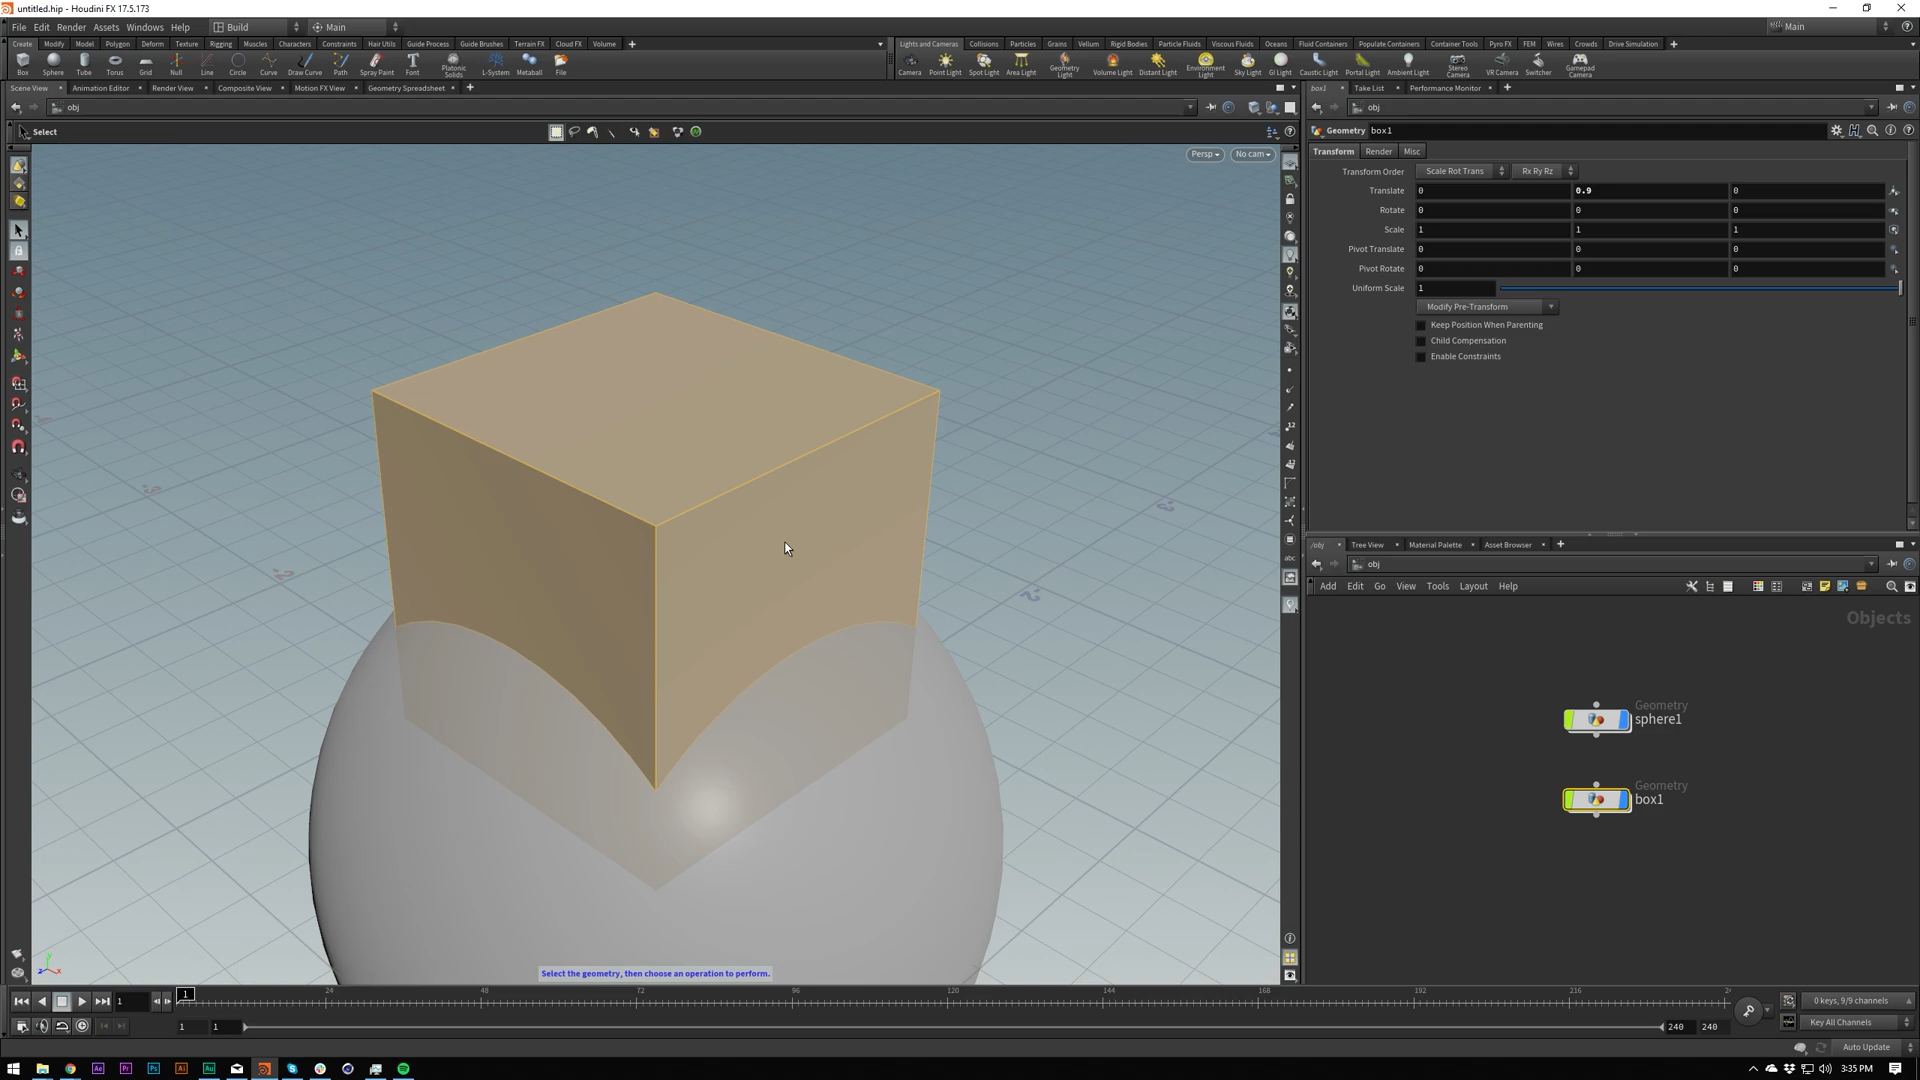 untitled.hip - Houdini FX 17.5.173
File Edit Render Assets Windows Help Build Main Main
Create Modify Model Polygon Deform Texture Rigging Muscles Characters Constraints Hair Utils Guide Process Guide Brushes Terrain FX Cloud FX Volume
Lights and Cameras Collisions Particles Grains Vellum Rigid Bodies Particle Fluids Viscous Fluids Oceans Fluid Containers Populate Containers Container Tools Pyro FX FEM Wires Crowds Drive Simulation
Box Sphere Tube Torus Grid Null Line Circle Curve Draw Curve Path Spray Paint Font Platonic Solids L-System Metaball File
Camera Point Light Spot Light Area Light Geometry Light Volume Light Distant Light Environment Light Sky Light GI Light Caustic Light Portal Light Ambient Light Stereo Camera VR Camera Switcher Gamepad Camera
Scene View Animation Editor Render View Composite View Motion FX View Geometry Spreadsheet
obj
Select
Persp No cam
box1 Take List Performance Monitor
obj
Geometry box1
Transform Render Misc
Transform Order Scale Rot Trans Rx Ry Rz
Translate 0 0.9 0
Rotate 0 0 0
Scale 1 1 1
Pivot Translate 0 0 0
Pivot Rotate 0 0 0
Uniform Scale 1
Modify Pre-Transform
Keep Position When Parenting
Child Compensation
Enable Constraints
/obj Tree View Material Palette Asset Browser
obj
Add Edit Go View Tools Layout Help
Objects
Geometry
sphere1
Geometry
box1
abc
Select the geometry, then choose an operation to perform.
1 1 24 48 72 96 120 144 168 192 216
0 keys, 9/9 channels
1 1 240 240
Key All Channels
Auto Update
3:35 PM